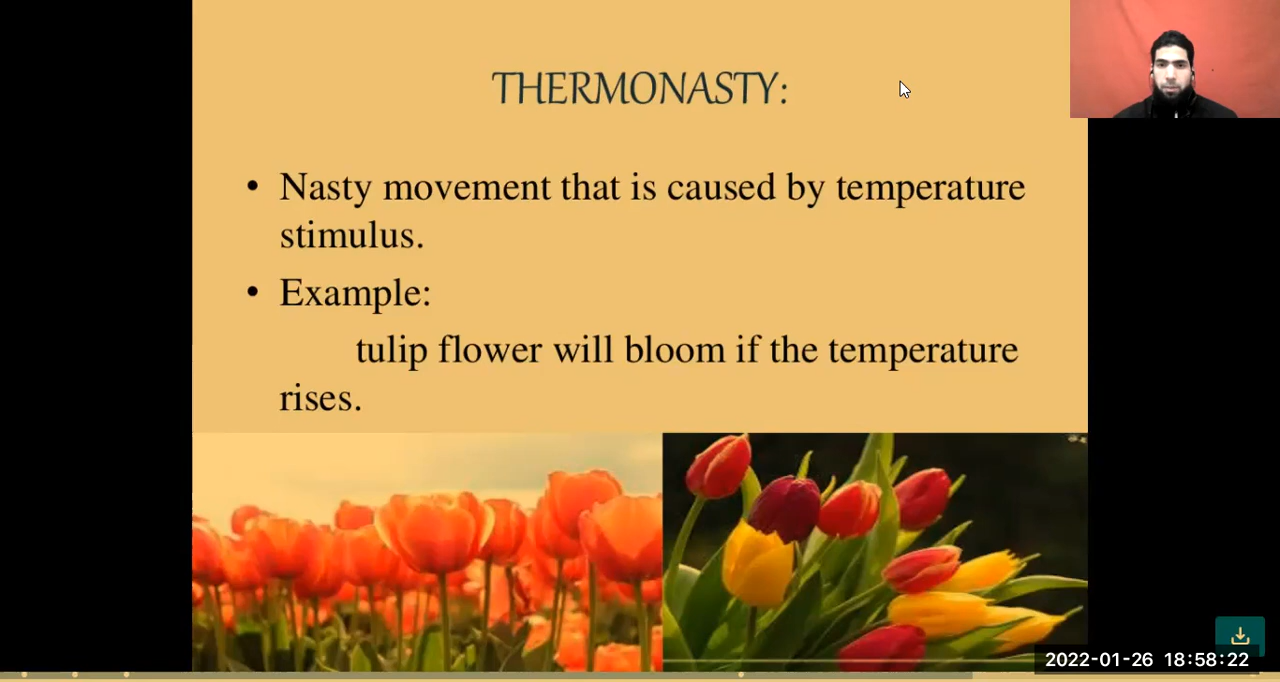 THERMONASTY:
• Nasty movement that is caused by temperature
stimulus.
• Example:
tulip flower will bloom if the temperature
rises.
2022-01-26 18:58:22